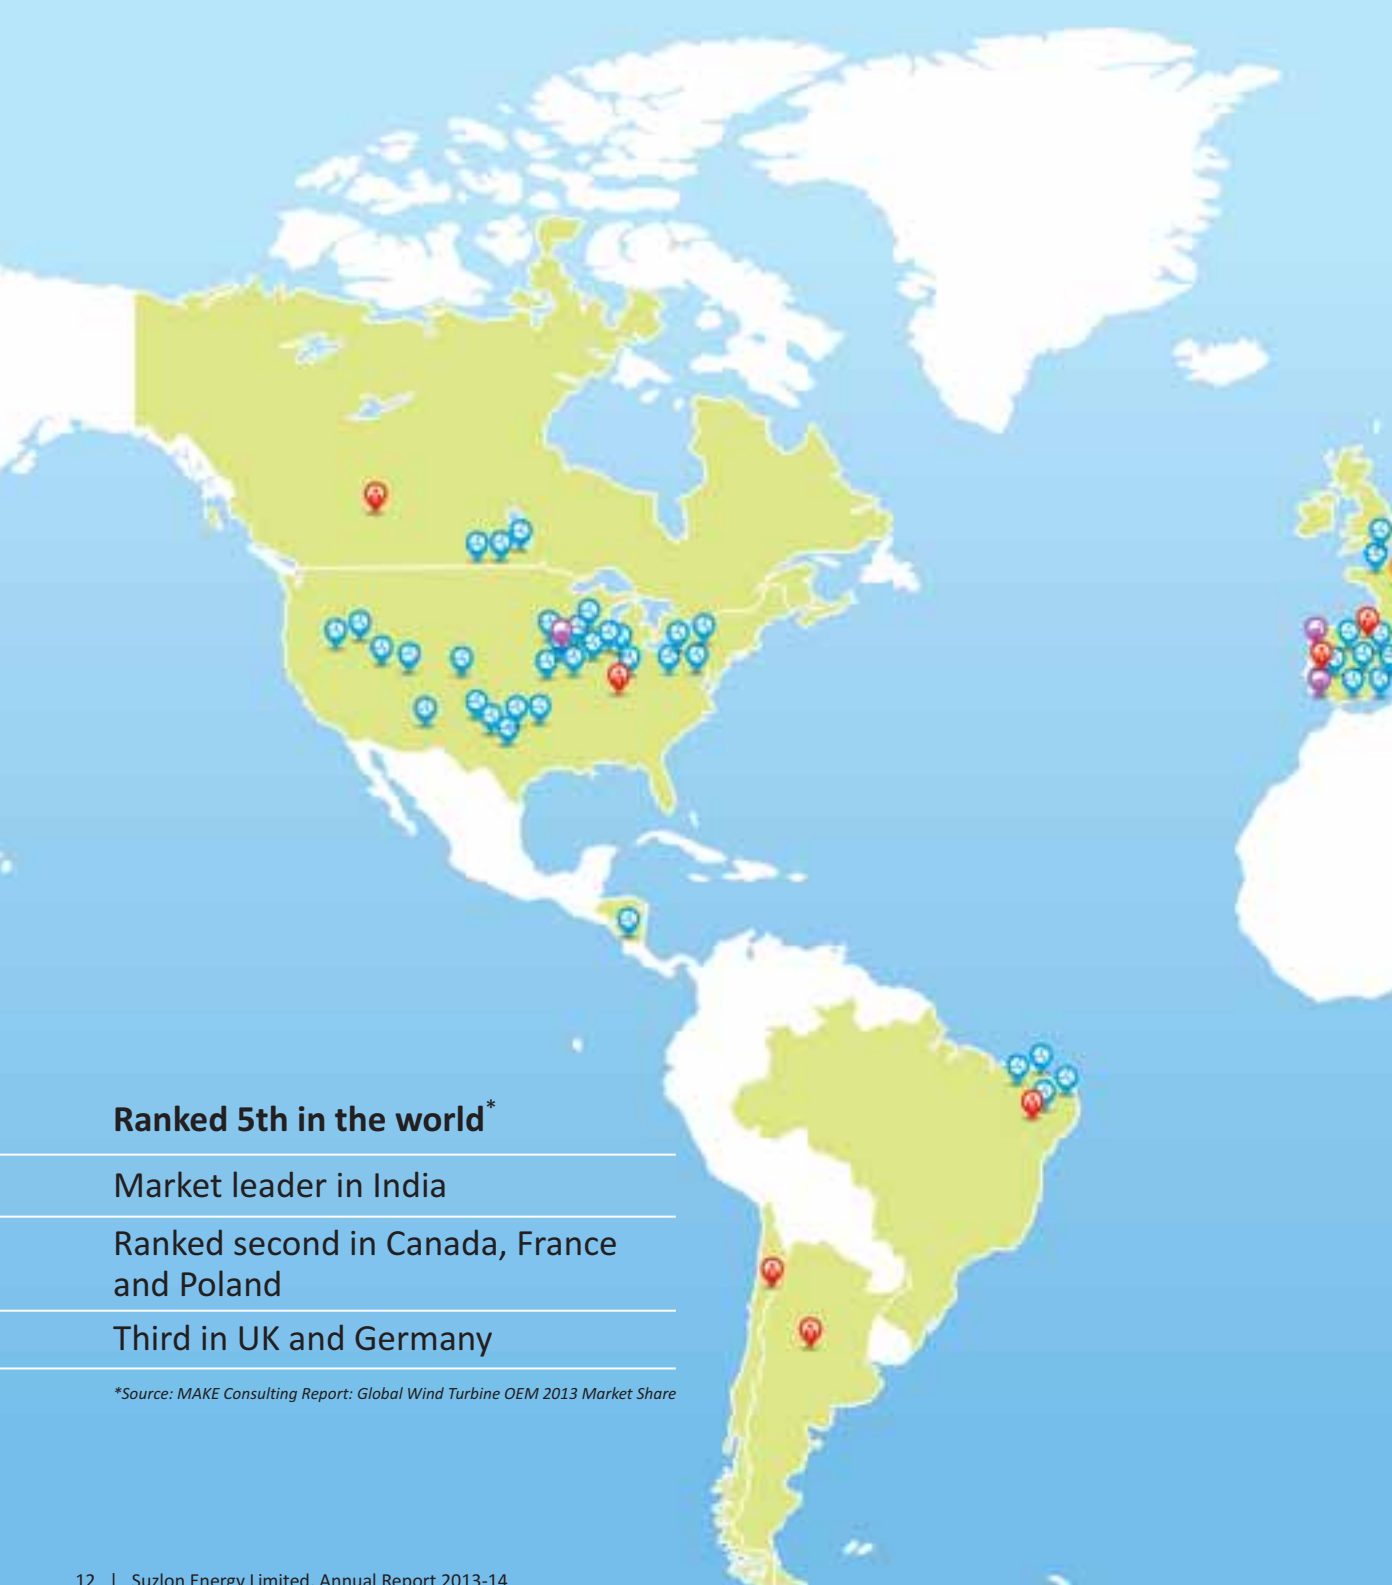 Ranked 5th in the world*
Market leader in India
Ranked second in Canada, France
and Poland
Third in UK and Germany
*Source: MAKE Consulting Report: Global Wind Turbine OEM 2013 Market Share
12 | Suzlon Energy Limited, Annual Report 2013-14